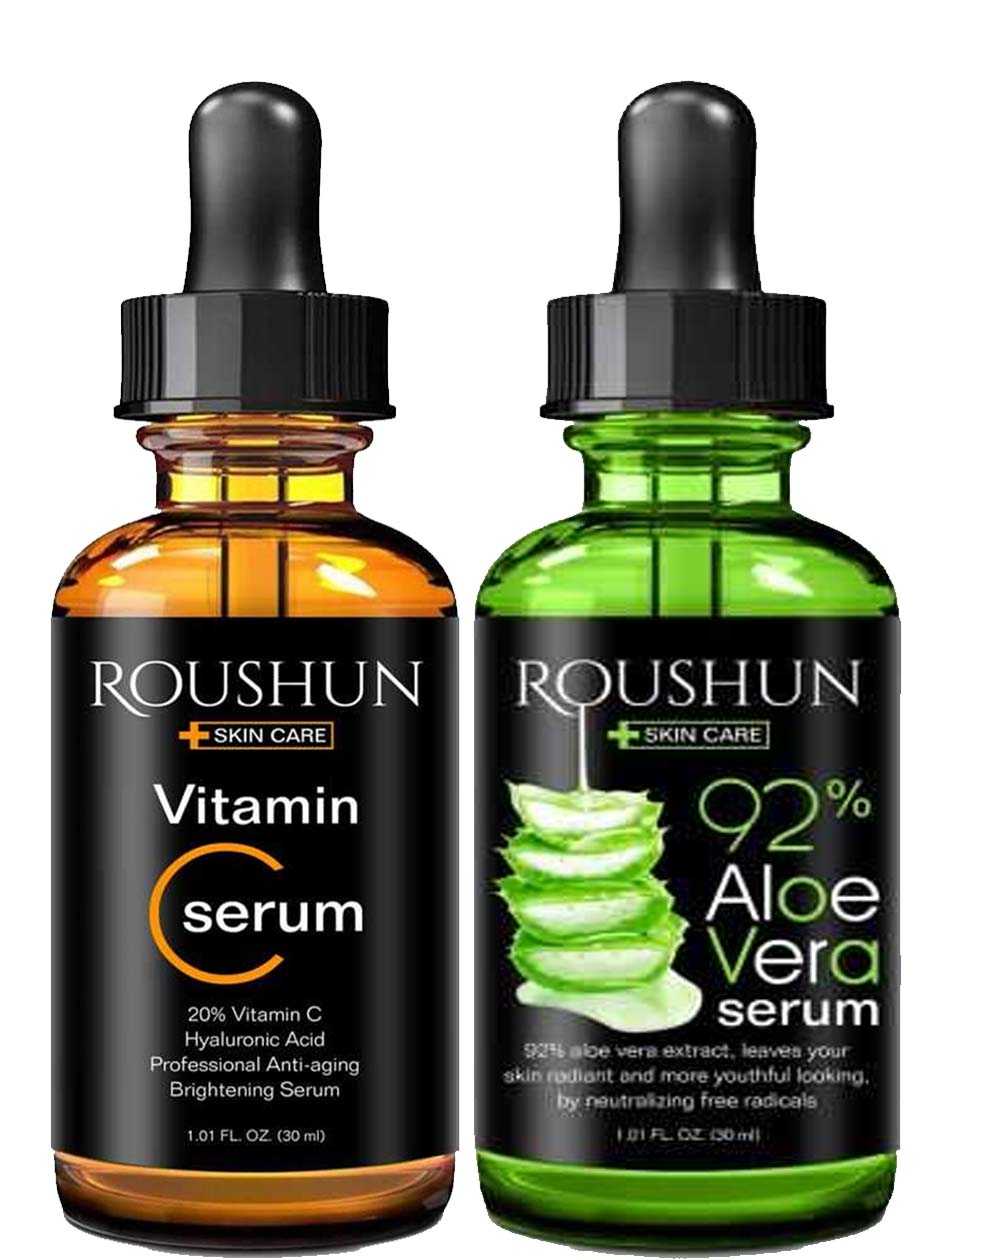 ROUSHUN
SKIN CARE
Vitamin
C serum
20% Vitamin C
Hyaluronic Acid
Professional Anti-aging
Brightening Serum
1.01 FL. OZ. (30 ml)
ROUSHUN
SKIN CARE
92%
Aloe
Vera
serum
92% aloe vera extract, leaves your
skin radiant and more youthful looking,
by neutralizing free radicals
1.01 FL. OZ. (30 ml)